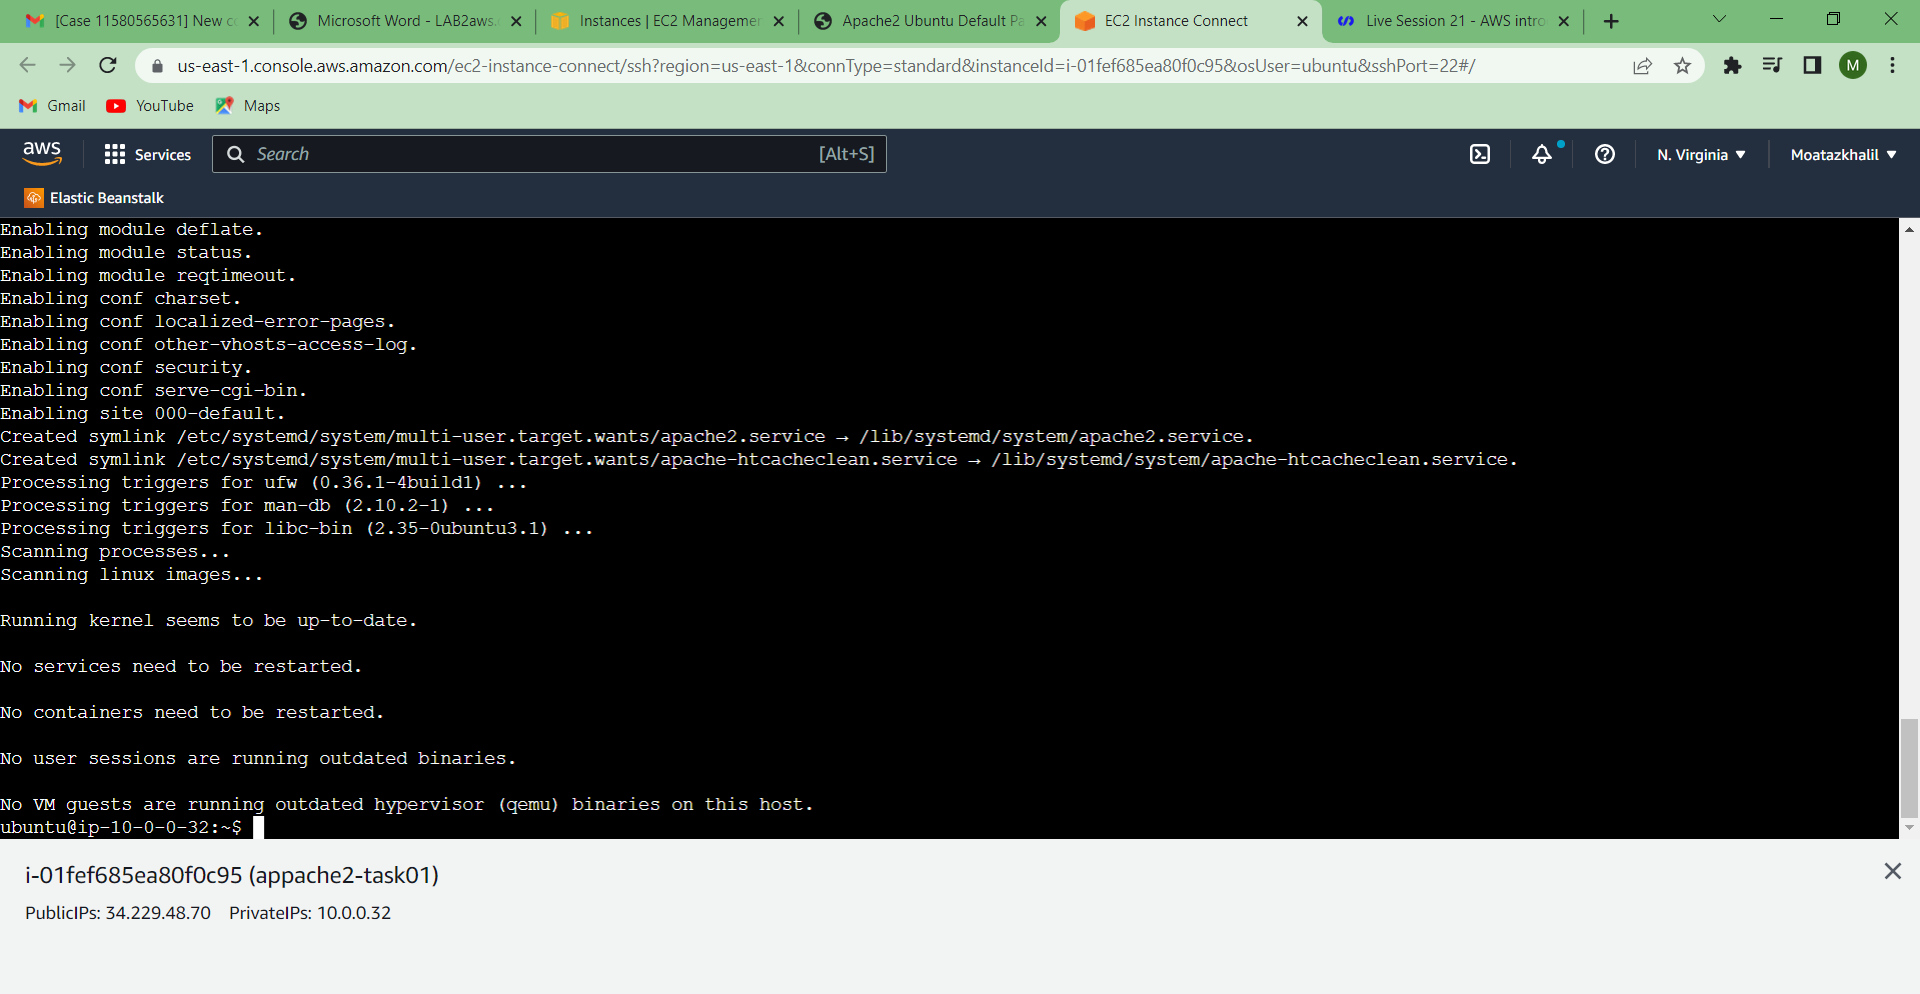 [Case 11580565631] New c
Microsoft Word - LAB2aws.
Instances | EC2 Managemen
Apache2 Ubuntu Default Pa
EC2 Instance Connect
Live Session 21 - AWS intro
us-east-1.console.aws.amazon.com/ec2-instance-connect/ssh?region=us-east-1&connType=standard&instanceId=i-01fef685ea80f0c95&osUser=ubuntu&sshPort=22#/
M
Gmail YouTube Maps
aws Services Search [Alt+S] N. Virginia Moatazkhalil
Elastic Beanstalk
Enabling module deflate.
Enabling module status.
Enabling module reqtimeout.
Enabling conf charset.
Enabling conf localized-error-pages.
Enabling conf other-vhosts-access-log.
Enabling conf security.
Enabling conf serve-cgi-bin.
Enabling site 000-default.
Created symlink /etc/systemd/system/multi-user.target.wants/apache2.service → /lib/systemd/system/apache2.service.
Created symlink /etc/systemd/system/multi-user.target.wants/apache-htcacheclean.service → /lib/systemd/system/apache-htcacheclean.service.
Processing triggers for ufw (0.36.1-4build1) ...
Processing triggers for man-db (2.10.2-1) ...
Processing triggers for libc-bin (2.35-0ubuntu3.1) ...
Scanning processes...
Scanning linux images...
Running kernel seems to be up-to-date.
No services need to be restarted.
No containers need to be restarted.
No user sessions are running outdated binaries.
No VM guests are running outdated hypervisor (qemu) binaries on this host.
ubuntu@ip-10-0-0-32:~$
i-01fef685ea80f0c95 (appache2-task01)
PublicIPs: 34.229.48.70 PrivateIPs: 10.0.0.32